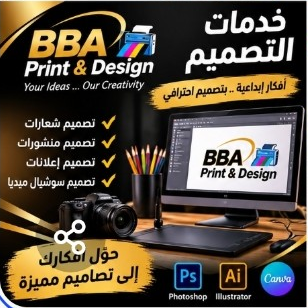 BBA
Print & Design
Your Ideas ... Our Creativity
خدمات
التصميم
أفكار إبداعية .. بتصميم احترافي
تصميم شعارات
تصميم منشورات
تصميم إعلانات
تصميم سوشيال ميديا
BBA
Print & Design
حوّل أفكارك
إلى تصاميم مميزة
Ps
Photoshop
Ai
Illustrator
Canva